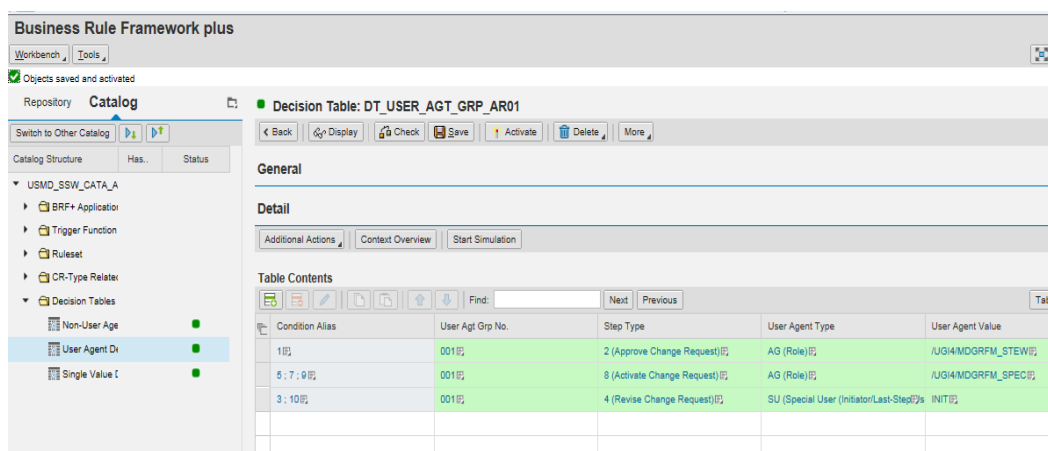 Business Rule Framework plus
Workbench Tools
Objects saved and activated
Repository Catalog
Switch to Other Catalog
Catalog Structure Has.. Status
USMD_SSW_CATA_A
BRF+ Application
Trigger Function
Ruleset
CR-Type Relate
Decision Tables
Non-User Age
User Agent De
Single Value D
Decision Table: DT_USER_AGT_GRP_AR01
Back Display Check Save Activate Delete More
General
Detail
Additional Actions Context Overview Start Simulation
Table Contents
Find: Next Previous Tab
Condition Alias User Agt Grp No. Step Type User Agent Type User Agent Value
1 001 2 (Approve Change Request) AG (Role) /UGI4/MDGRFM_STEW
5 ; 7 ; 9 001 8 (Activate Change Request) AG (Role) /UGI4/MDGRFM_SPEC
3 ; 10 001 4 (Revise Change Request) SU (Special User (Initiator/Last-Step Us INIT